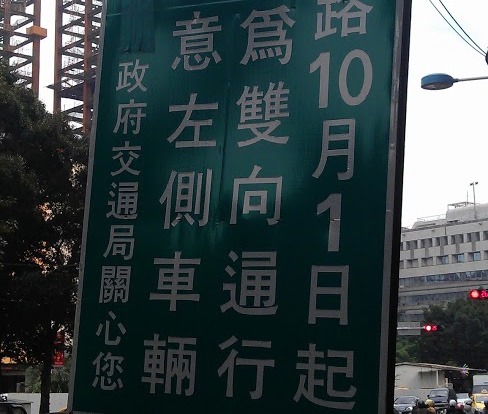 路10月1日起
為雙向通行
意左側車輛
政府交通局關心您